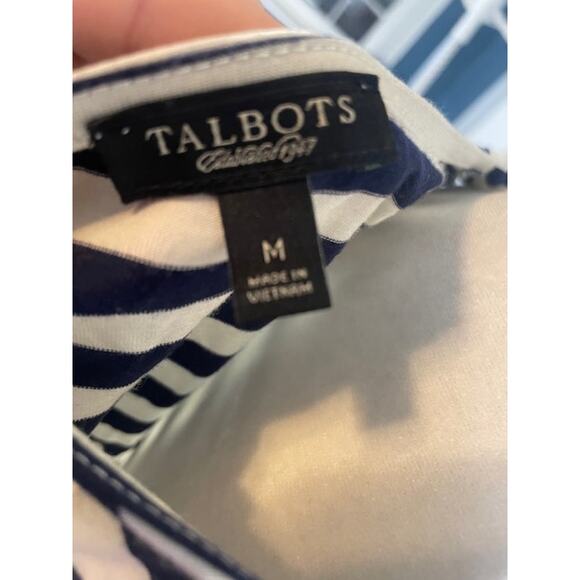 TALBOTS
Established 1947
M
MADE IN
VIETNAM